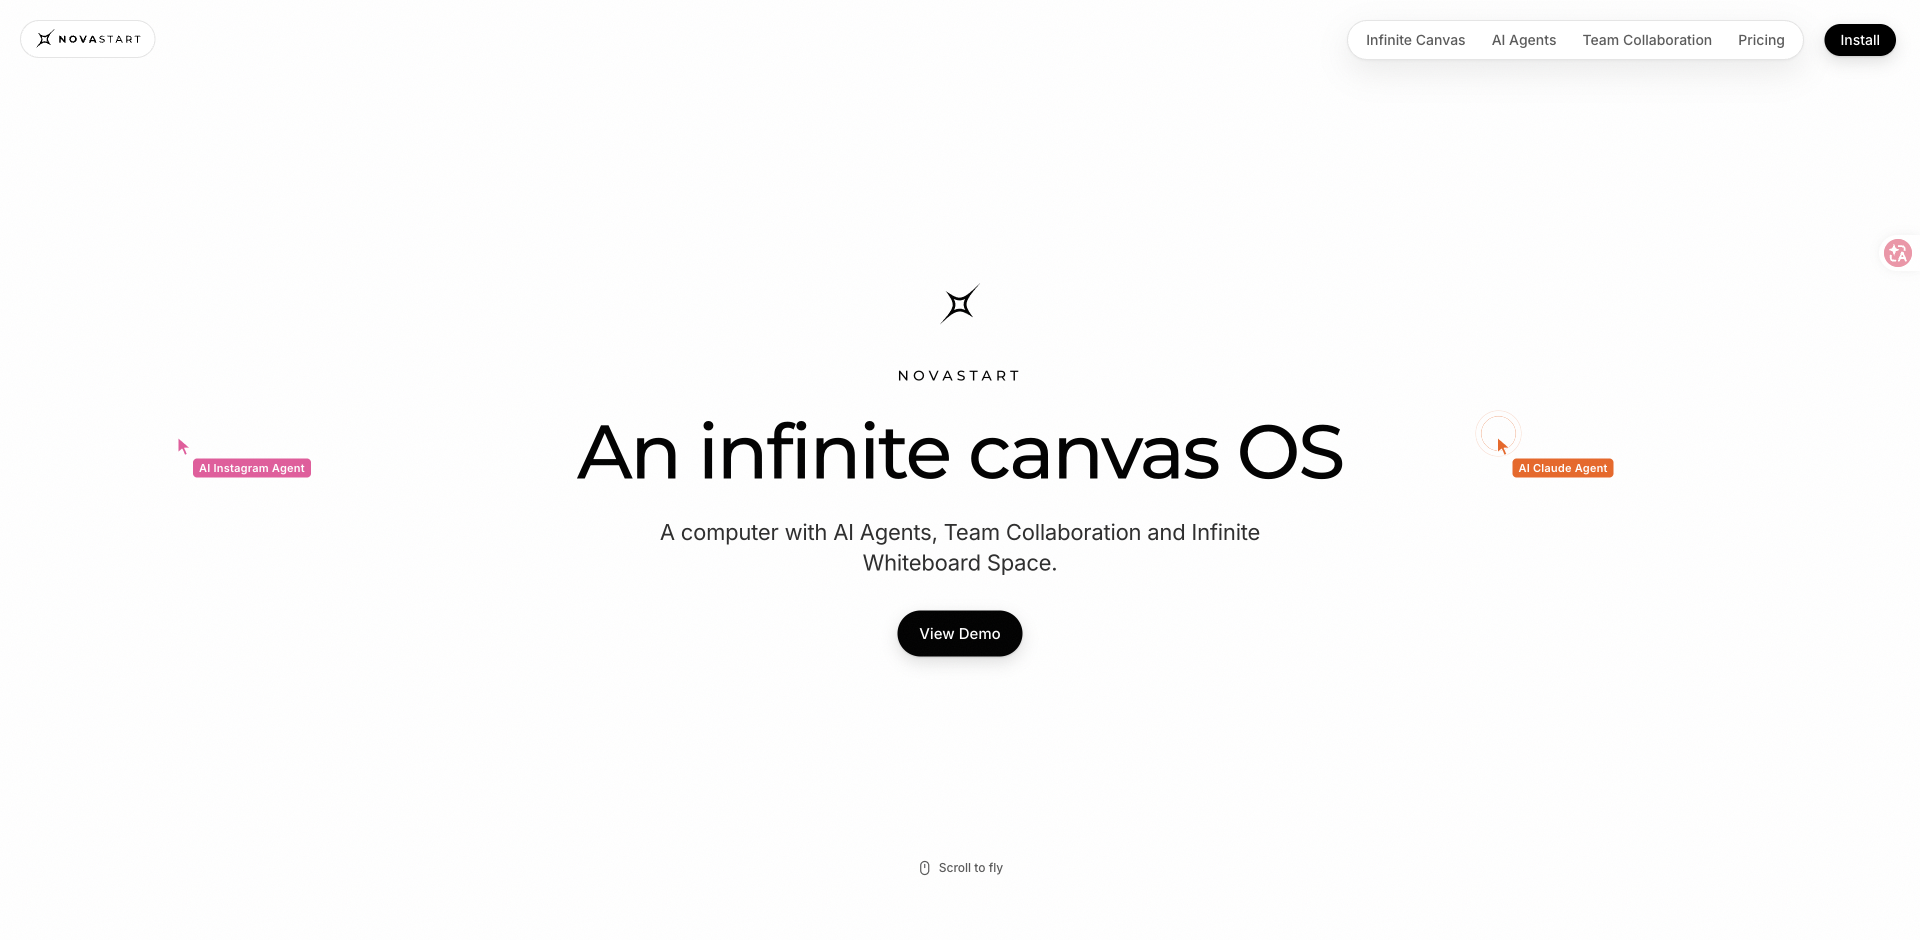 NOVASTART
Infinite Canvas
AI Agents
Team Collaboration
Pricing
Install
NOVASTART
An infinite canvas OS
AI Instagram Agent
AI Claude Agent
A computer with AI Agents, Team Collaboration and Infinite
Whiteboard Space.
View Demo
Scroll to fly